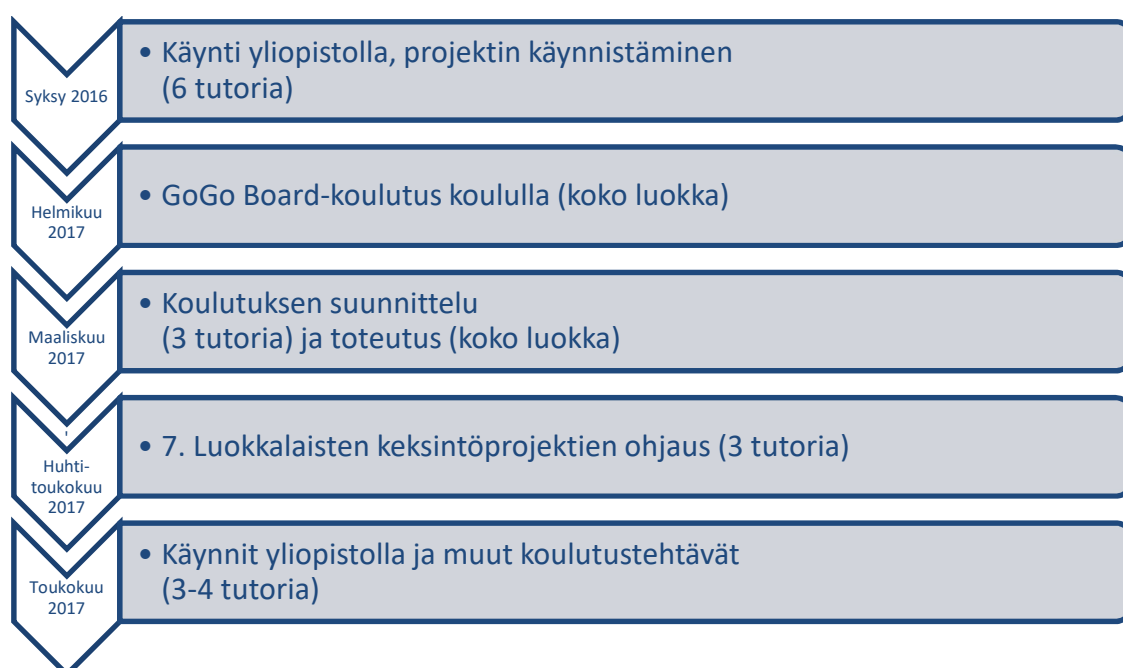 Syksy 2016
• Käynti yliopistolla, projektin käynnistäminen
(6 tutoria)
Helmikuu
2017
• GoGo Board-koulutus koululla (koko luokka)
Maaliskuu
2017
• Koulutuksen suunnittelu
(3 tutoria) ja toteutus (koko luokka)
'
Huhti-
toukokuu
2017
• 7. Luokkalaisten keksintöprojektien ohjaus (3 tutoria)
Toukokuu
2017
• Käynnit yliopistolla ja muut koulutustehtävät
(3-4 tutoria)